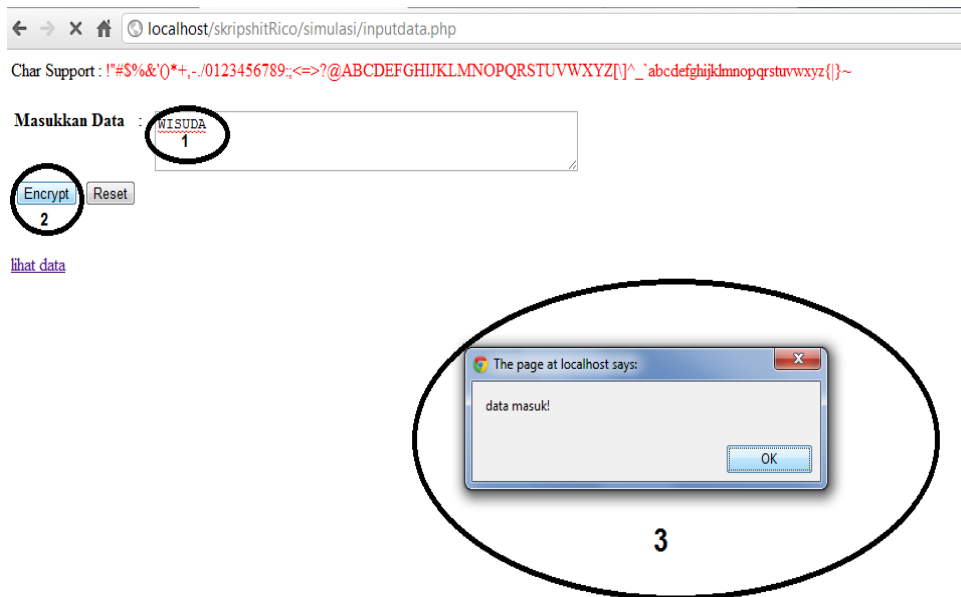 localhost/skripshitRico/simulasi/inputdata.php
Char Support : !"#$%&'()*+,-./0123456789:;<=>?@ABCDEFGHIJKLMNOPQRSTUVWXYZ[\]^_`abcdefghijklmnopqrstuvwxyz{|}~
Masukkan Data : WISUDA
1
Encrypt Reset
2
lihat data
The page at localhost says:
data masuk!
OK
3